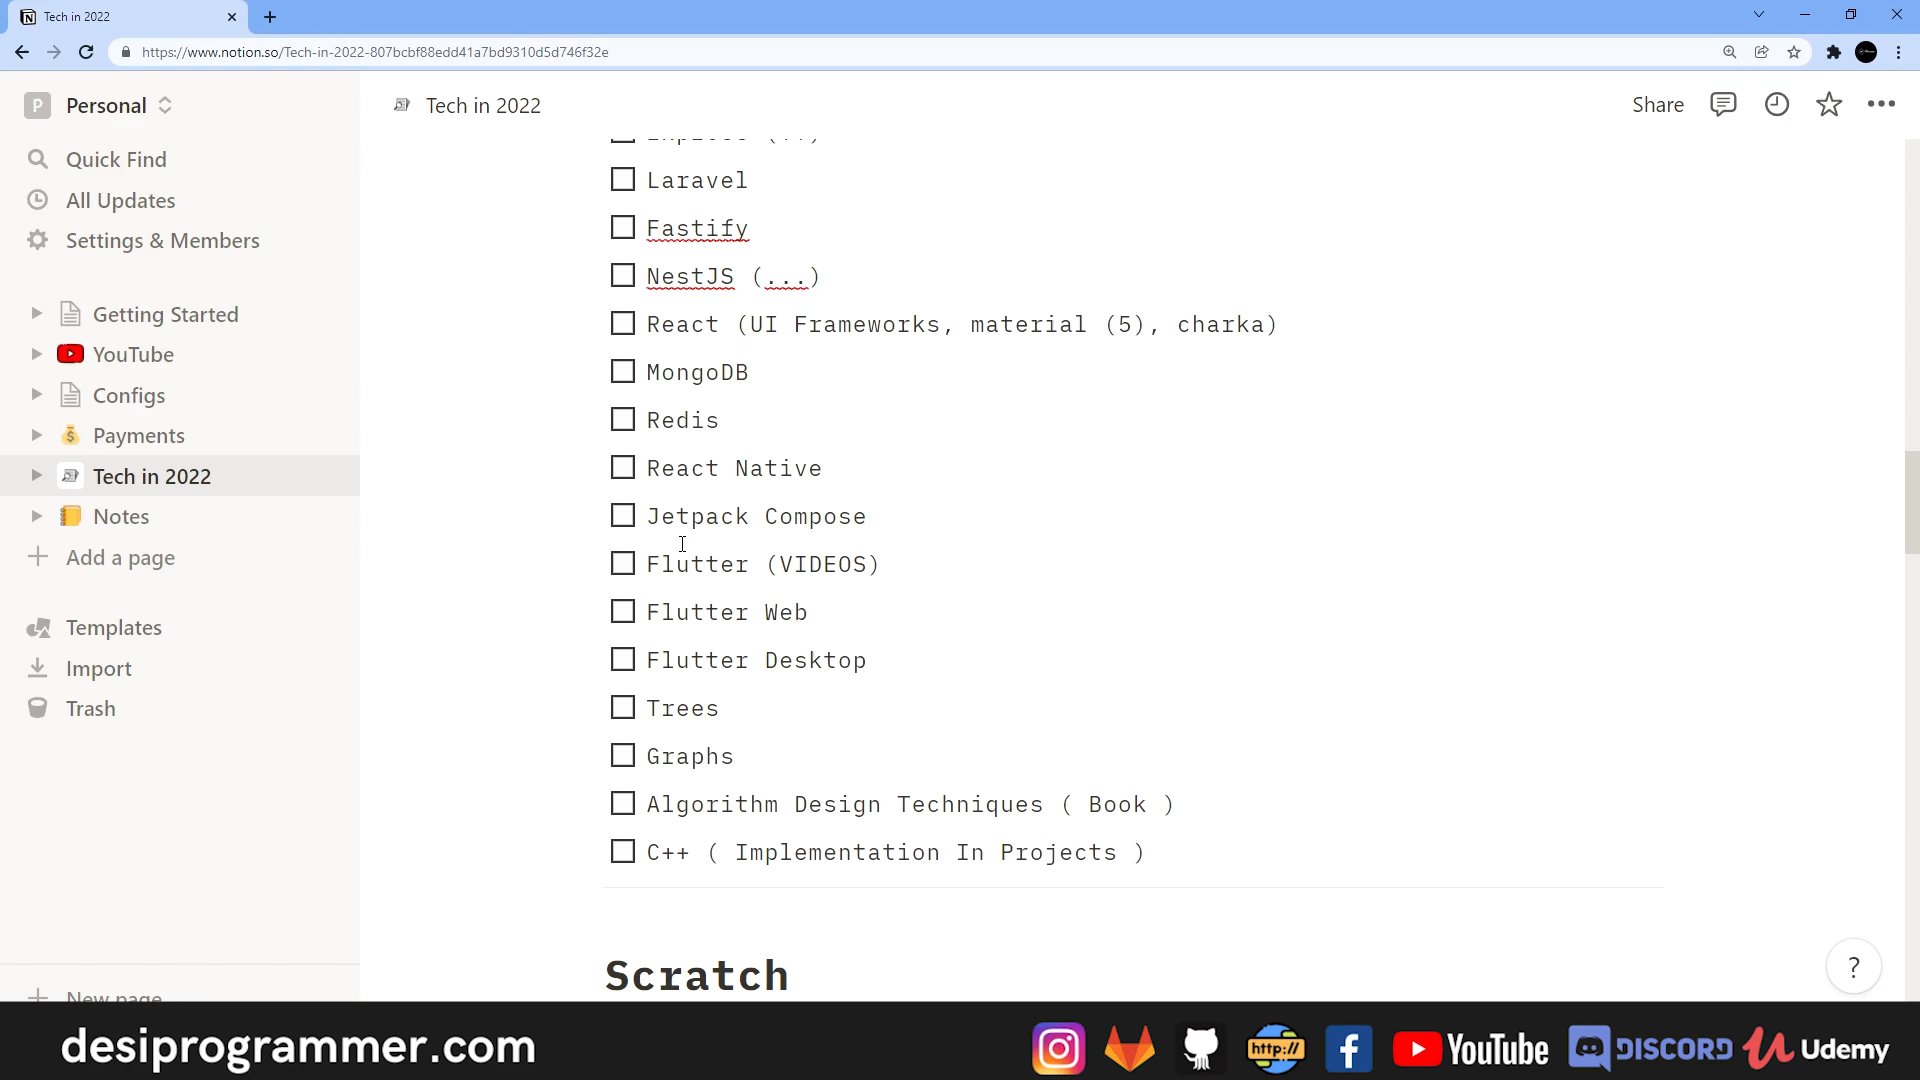 Tech in 2022
https://www.notion.so/Tech-in-2022-807bcbf88edd41a7bd9310d5d746f32e
P Personal
Tech in 2022
Share
Quick Find
All Updates
Settings & Members
Getting Started
YouTube
Configs
Payments
Tech in 2022
Notes
Add a page
Templates
Import
Trash
New page
Laravel
Fastify
NestJS (...)
React (UI Frameworks, material (5), charka)
MongoDB
Redis
React Native
Jetpack Compose
Flutter (VIDEOS)
Flutter Web
Flutter Desktop
Trees
Graphs
Algorithm Design Techniques ( Book )
C++ ( Implementation In Projects )
Scratch
?
desiprogrammer.com
http://
YouTube
DISCORD
Udemy